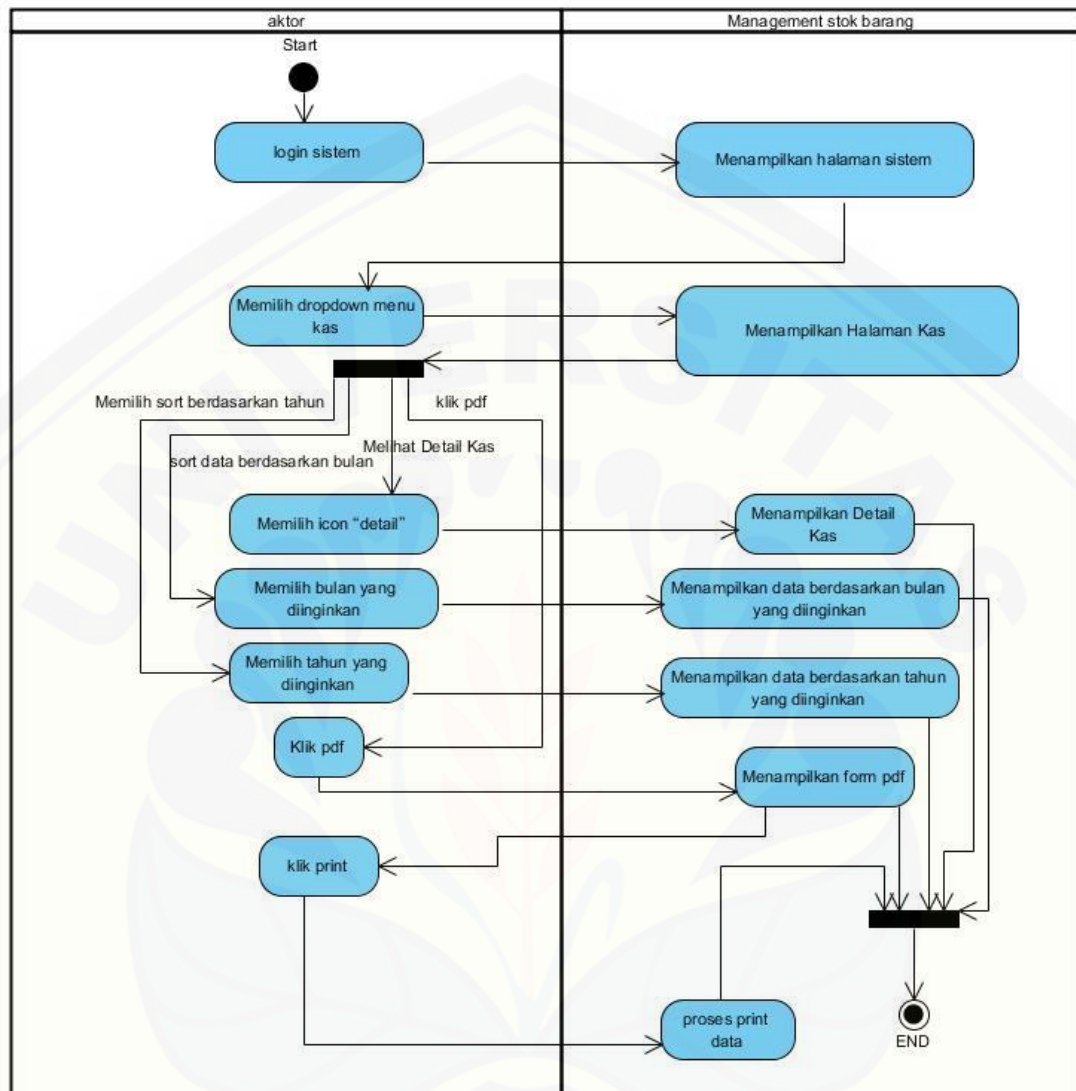 aktor
Management stok barang
Start
login sistem
Menampilkan halaman sistem
Memilih dropdown menu
kas
Menampilkan Halaman Kas
Memilih sort berdasarkan tahun
klik pdf
Melihat Detail Kas
sort data berdasarkan bulan
Memilih icon “detail”
Menampilkan Detail
Kas
Memilih bulan yang
diinginkan
Menampilkan data berdasarkan bulan
yang diinginkan
Memilih tahun yang
diinginkan
Menampilkan data berdasarkan tahun
yang diinginkan
Klik pdf
Menampilkan form pdf
klik print
proses print
data
END
UNIVERSITAS